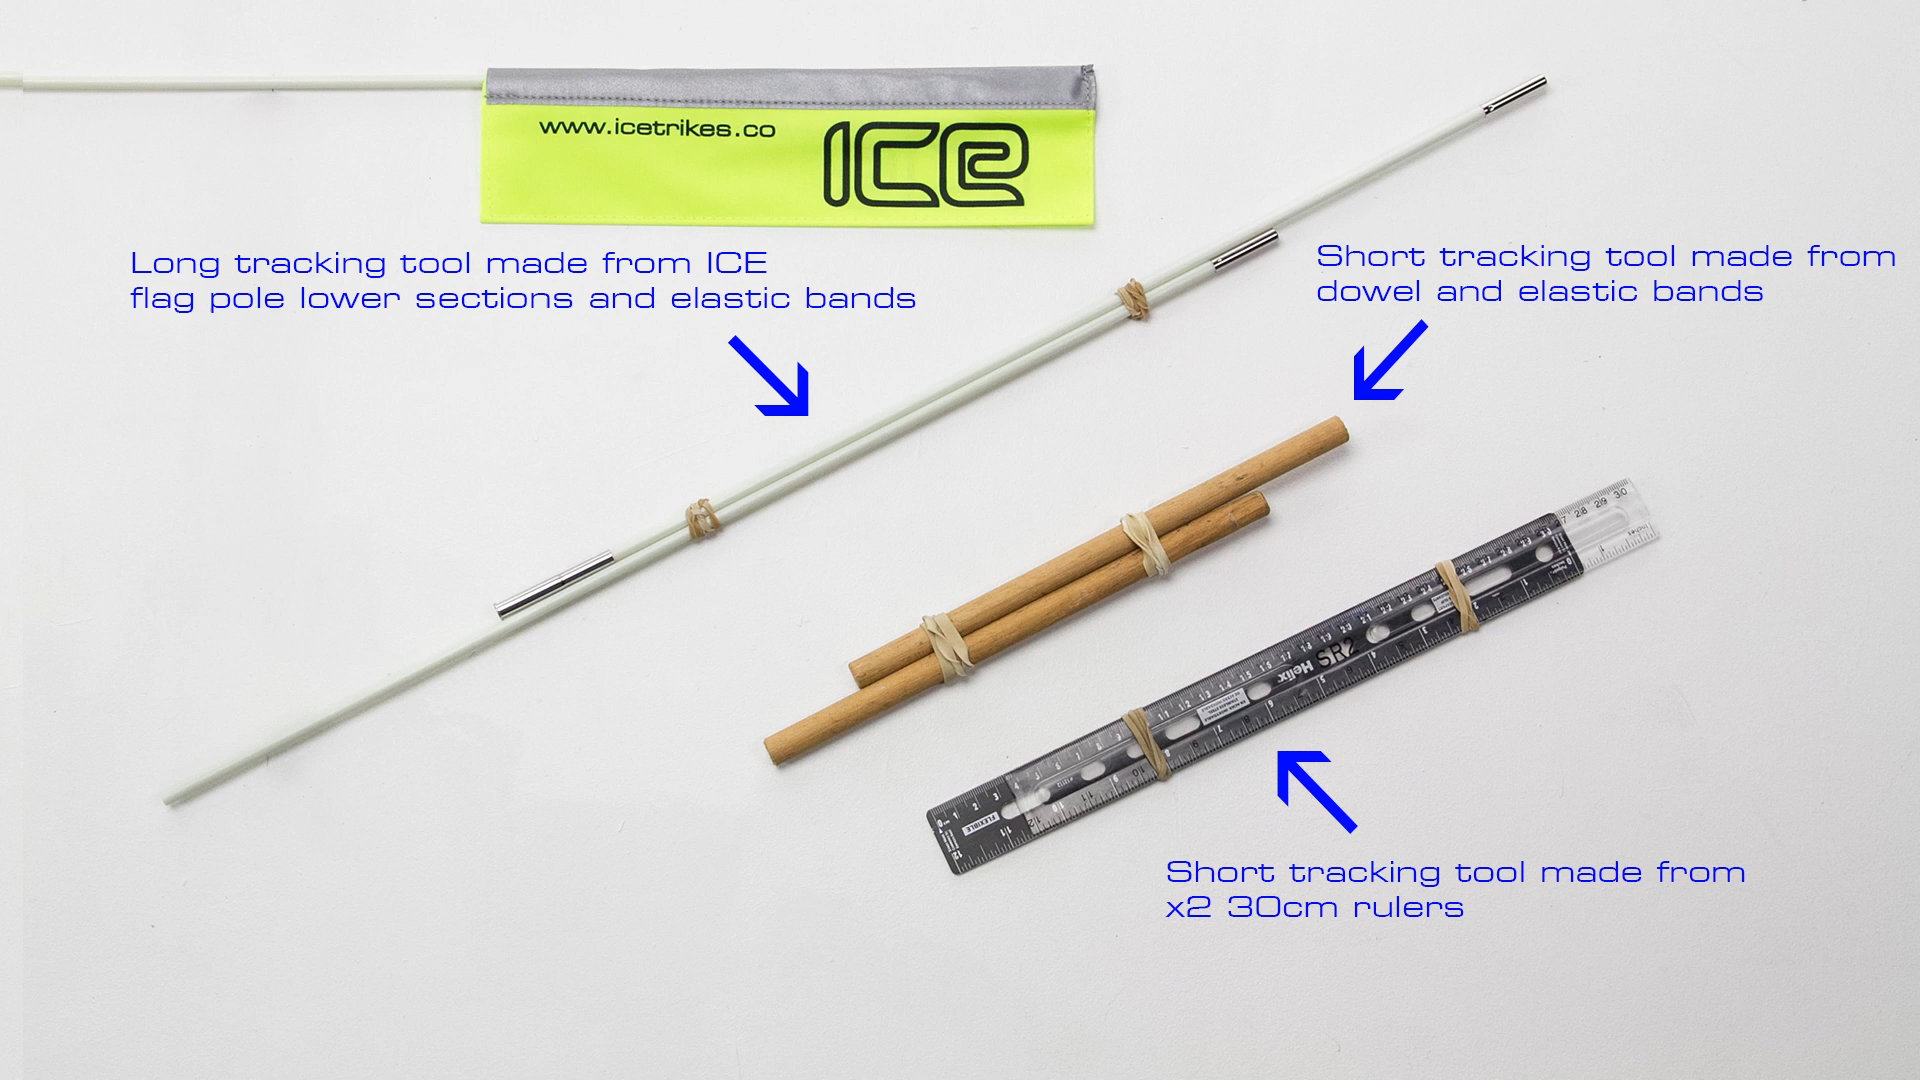 www.icetrikes.co
ICE
Long tracking tool made from ICE
flag pole lower sections and elastic bands
Short tracking tool made from
dowel and elastic bands
Helix SR2
FLEXIBLE
Short tracking tool made from
x2 30cm rulers